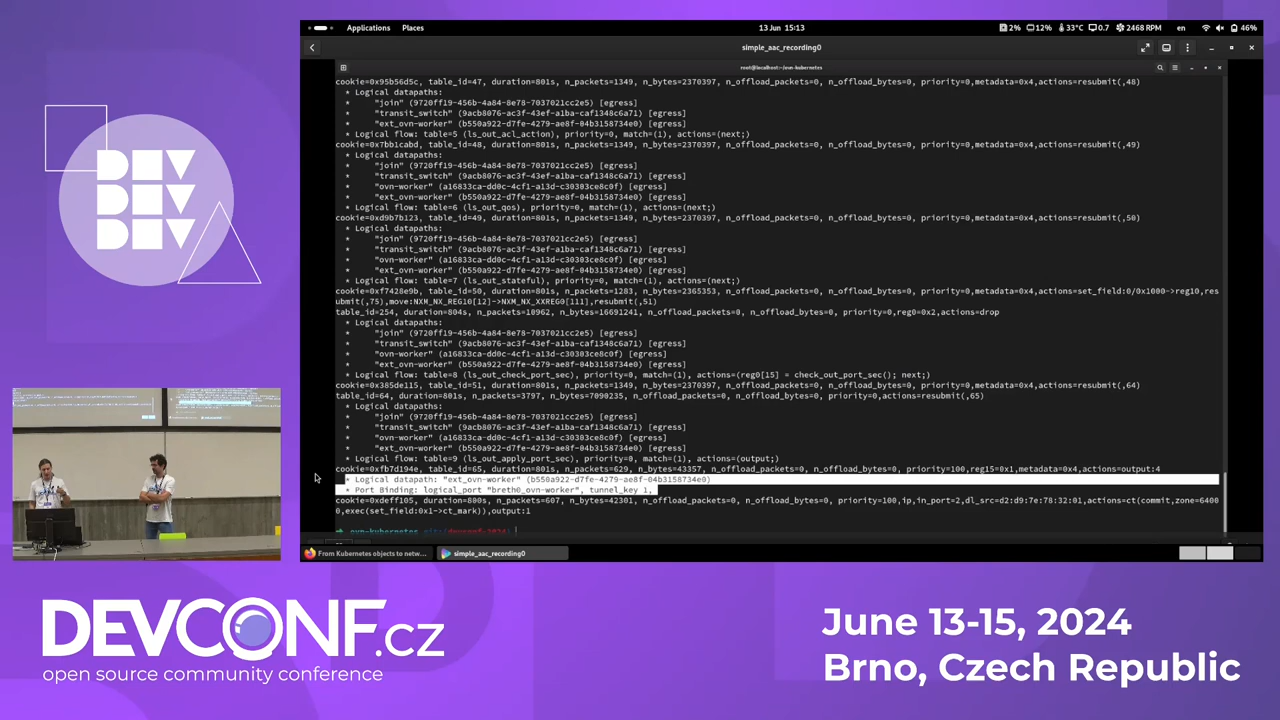 Applications Places 13 Jun 15:13 2% 12% 33°C 0.7 2468 RPM en 46%
simple_aac_recording0
root@localhost:~/ovn-kubernetes
cookie=0x95b56d5c, table_id=47, duration=801s, n_packets=1349, n_bytes=2370397, n_offload_packets=0, n_offload_bytes=0, priority=0,metadata=0x4,actions=resubmit(,48)
* Logical datapaths:
* "join" (9720ff19-456b-4a84-8e78-7037021cc2e5) [egress]
* "transit_switch" (9acb8076-ac3f-43ef-a1ba-caf1348c6a71) [egress]
* "ext_ovn-worker" (b550a922-d7fe-4279-ae8f-04b3158734e0) [egress]
* Logical flow: table=5 (ls_out_acl_action), priority=0, match=(1), actions=(next;)
cookie=0x7bb1cabd, table_id=48, duration=801s, n_packets=1349, n_bytes=2370397, n_offload_packets=0, n_offload_bytes=0, priority=0,metadata=0x4,actions=resubmit(,49)
* Logical datapaths:
* "join" (9720ff19-456b-4a84-8e78-7037021cc2e5) [egress]
* "transit_switch" (9acb8076-ac3f-43ef-a1ba-caf1348c6a71) [egress]
* "ovn-worker" (a16833ca-dd0c-4cf1-a13d-c30303ce8c0f) [egress]
* "ext_ovn-worker" (b550a922-d7fe-4279-ae8f-04b3158734e0) [egress]
* Logical flow: table=6 (ls_out_qos), priority=0, match=(1), actions=(next;)
cookie=0xd9b7b123, table_id=49, duration=801s, n_packets=1349, n_bytes=2370397, n_offload_packets=0, n_offload_bytes=0, priority=0,metadata=0x4,actions=resubmit(,50)
* Logical datapaths:
* "join" (9720ff19-456b-4a84-8e78-7037021cc2e5) [egress]
* "transit_switch" (9acb8076-ac3f-43ef-a1ba-caf1348c6a71) [egress]
* "ovn-worker" (a16833ca-dd0c-4cf1-a13d-c30303ce8c0f) [egress]
* "ext_ovn-worker" (b550a922-d7fe-4279-ae8f-04b3158734e0) [egress]
* Logical flow: table=7 (ls_out_stateful), priority=0, match=(1), actions=(next;)
cookie=0xf7428e9b, table_id=50, duration=801s, n_packets=1283, n_bytes=2365353, n_offload_packets=0, n_offload_bytes=0, priority=0,metadata=0x4,actions=set_field:0/0x1000->reg10,res
ubmit(,75),move:NXM_NX_REG10[12]->NXM_NX_XXREG0[111],resubmit(,51)
table_id=254, duration=804s, n_packets=10962, n_bytes=16691241, n_offload_packets=0, n_offload_bytes=0, priority=0,reg0=0x2,actions=drop
* Logical datapaths:
* "join" (9720ff19-456b-4a84-8e78-7037021cc2e5) [egress]
* "transit_switch" (9acb8076-ac3f-43ef-a1ba-caf1348c6a71) [egress]
* "ovn-worker" (a16833ca-dd0c-4cf1-a13d-c30303ce8c0f) [egress]
* "ext_ovn-worker" (b550a922-d7fe-4279-ae8f-04b3158734e0) [egress]
* Logical flow: table=8 (ls_out_check_port_sec), priority=0, match=(1), actions=(reg0[15] = check_out_port_sec(); next;)
cookie=0x385de115, table_id=51, duration=801s, n_packets=1349, n_bytes=2370397, n_offload_packets=0, n_offload_bytes=0, priority=0,metadata=0x4,actions=resubmit(,64)
table_id=64, duration=801s, n_packets=3797, n_bytes=7090235, n_offload_packets=0, n_offload_bytes=0, priority=0,actions=resubmit(,65)
* Logical datapaths:
* "join" (9720ff19-456b-4a84-8e78-7037021cc2e5) [egress]
* "transit_switch" (9acb8076-ac3f-43ef-a1ba-caf1348c6a71) [egress]
* "ovn-worker" (a16833ca-dd0c-4cf1-a13d-c30303ce8c0f) [egress]
* "ext_ovn-worker" (b550a922-d7fe-4279-ae8f-04b3158734e0) [egress]
* Logical flow: table=9 (ls_out_apply_port_sec), priority=0, match=(1), actions=(output;)
cookie=0xfb7d194e, table_id=65, duration=801s, n_packets=629, n_bytes=43357, n_offload_packets=0, n_offload_bytes=0, priority=100,reg15=0x1,metadata=0x4,actions=output:4
* Logical datapath: "ext_ovn-worker" (b550a922-d7fe-4279-ae8f-04b3158734e0)
* Port Binding: logical_port "breth0_ovn-worker", tunnel_key 1,
cookie=0xdeff105, duration=880s, n_packets=607, n_bytes=42301, n_offload_packets=0, n_offload_bytes=0, priority=100,ip,in_port=2,dl_src=d2:d9:7e:78:32:01,actions=ct(commit,zone=6400
0,exec(set_field:0x1->ct_mark)),output:1
ovn-kubernetes git:(devconf-2024)
From Kubernetes objects to netw... simple_aac_recording0
DEV
DEV
DEV
DEVCONF.cz
open source community conference
June 13-15, 2024
Brno, Czech Republic